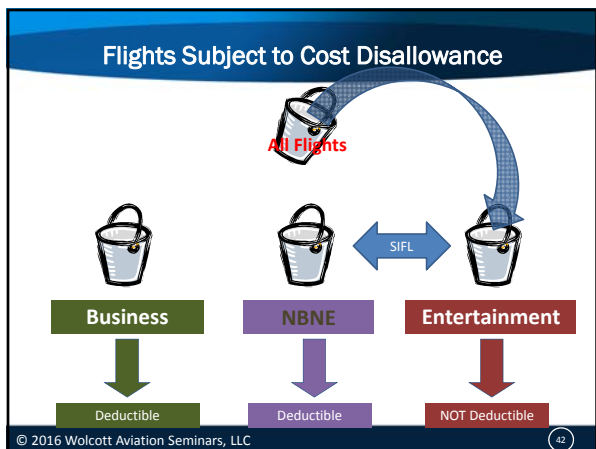 Flights Subject to Cost Disallowance
All Flights
SIFL
Business
NBNE
Entertainment
Deductible
Deductible
NOT Deductible
© 2016 Wolcott Aviation Seminars, LLC
42